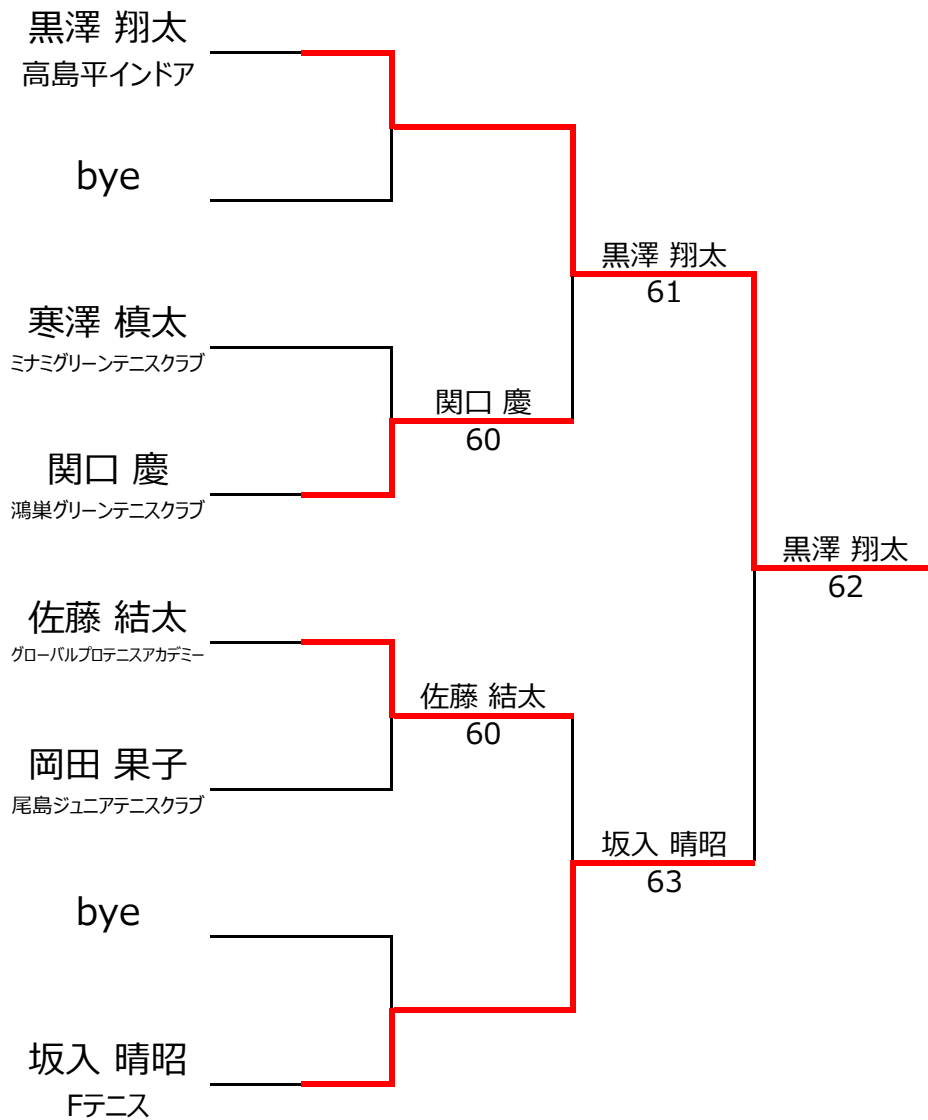 黒澤 翔太
高島平インドア
bye
黒澤 翔太
61
寒澤 槙太
ミナミグリーンテニスクラブ
関口 慶
60
関口 慶
鴻巣グリーンテニスクラブ
黒澤 翔太
62
佐藤 結太
グローバルプロテニスアカデミー
佐藤 結太
60
岡田 果子
尾島ジュニアテニスクラブ
坂入 晴昭
63
bye
坂入 晴昭
Fテニス